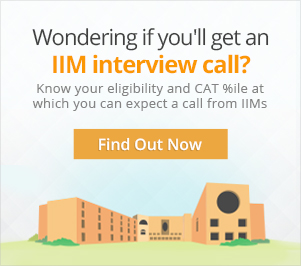 Wondering if you'll get an
IIM interview call?
Know your eligibility and CAT %ile at
which you can expect a call from IIMs
Find Out Now